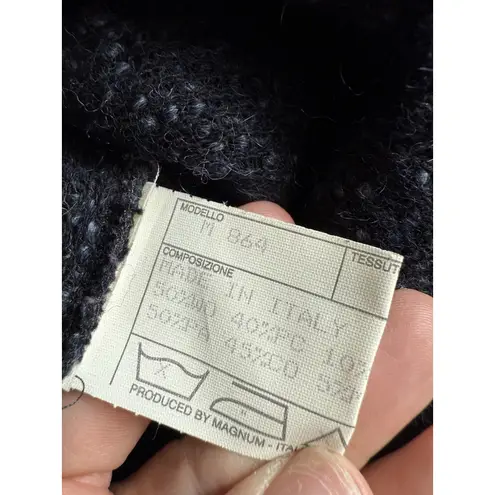 MODELLO
M 864
TESSUT
COMPOSIZIONE
MADE IN ITALY
50%WO 40%PC 10%
50%PA 45%CO 5%
X
PRODUCED BY MAGNUM - ITA